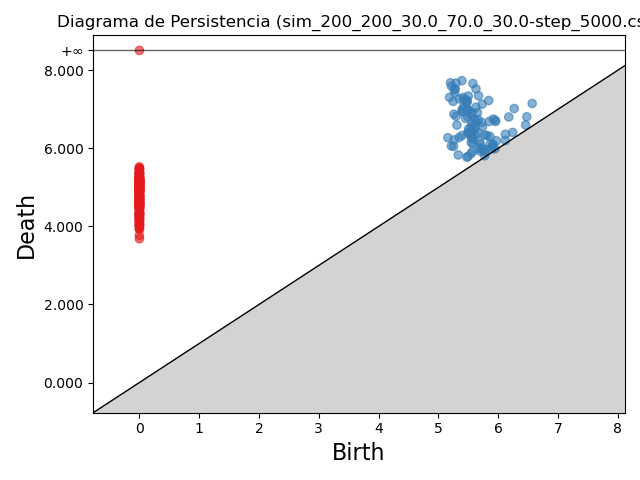 Diagrama de Persistencia (sim_200_200_30.0_70.0_30.0-step_5000.cs
+∞
8.000
6.000
4.000
2.000
0.000
Death
0 1 2 3 4 5 6 7 8
Birth